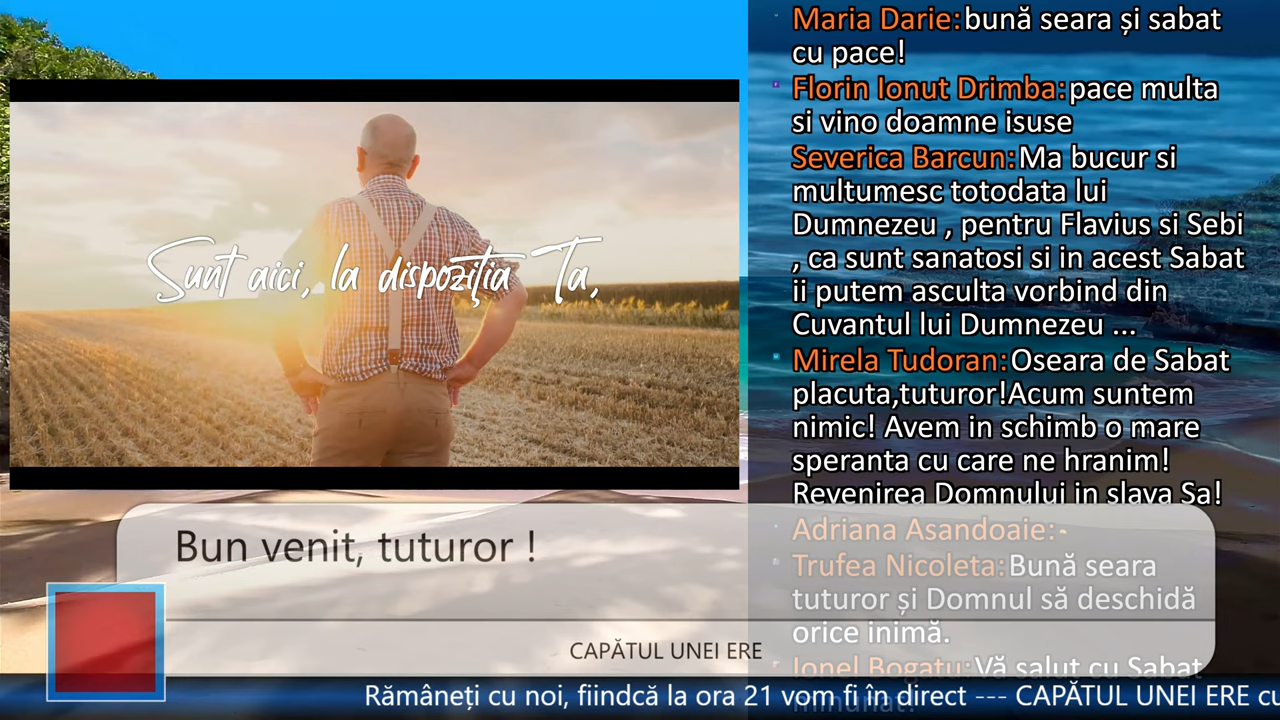 Maria Darie: bună seara și sabat
cu pace!
Florin Ionut Drimba: pace multa
si vino doamne isuse
Severica Barcun: Ma bucur si
multumesc totodata lui
Dumnezeu , pentru Flavius si Sebi
, ca sunt sanatosi si in acest Sabat
ii putem asculta vorbind din
Cuvantul lui Dumnezeu ...
Mirela Tudoran: Oseara de Sabat
placuta,tuturor!Acum suntem
nimic! Avem in schimb o mare
speranta cu care ne hranim!
Revenirea Domnului in slava Sa!
Adriana Asandoaie: -
Trufea Nicoleta: Bună seara
tuturor și Domnul să deschidă
orice inimă.
Ionel Bogatu: Vă salut cu Sabat
minunat!
Sunt aici, la dispoziţia Ta,
Bun venit, tuturor !
CAPĂTUL UNEI ERE
Rămâneți cu noi, fiindcă la ora 21 vom fi în direct --- CAPĂTUL UNEI ERE cu